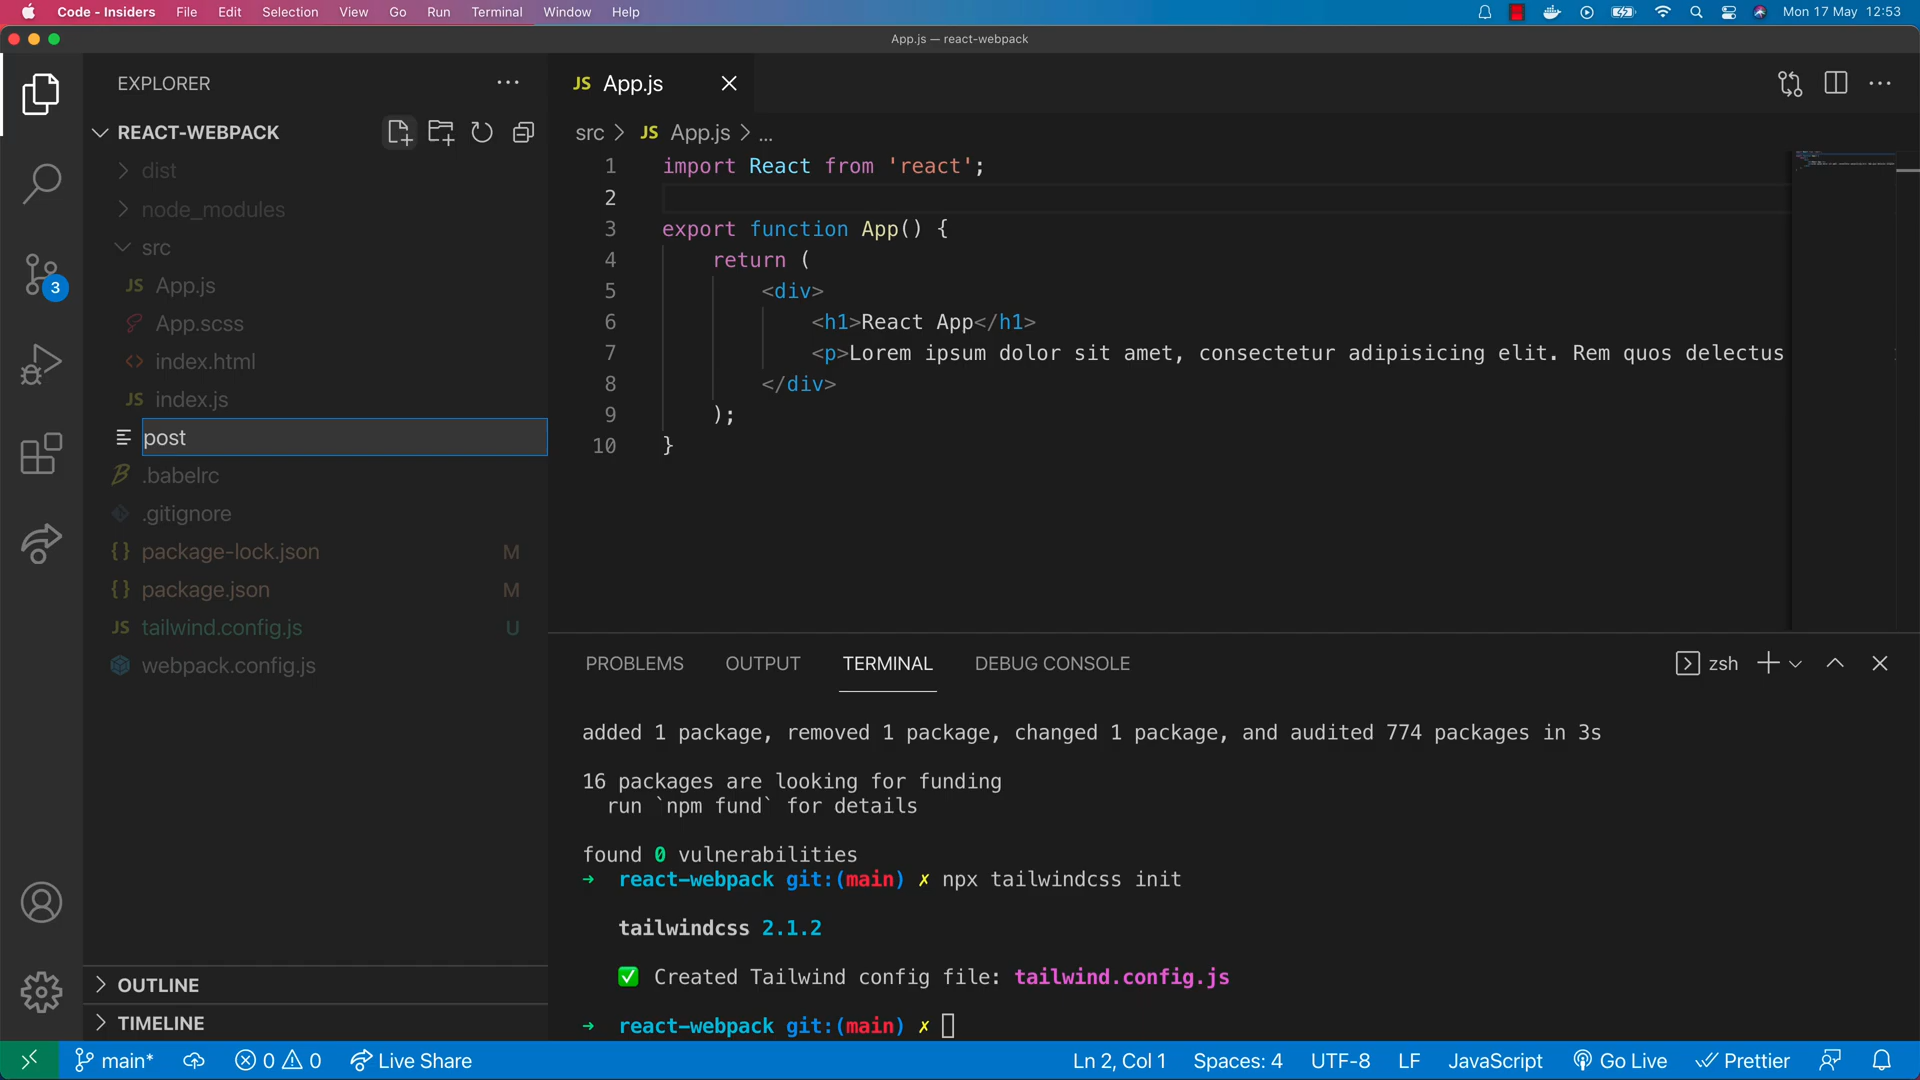 Code - Insiders File Edit Selection View Go Run Terminal Window Help Mon 17 May 12:53
App.js — react-webpack
EXPLORER
REACT-WEBPACK
dist
node_modules
src
JS App.js
App.scss
<> index.html
JS index.js
post
.babelrc
.gitignore
{} package-lock.json M
{} package.json M
JS tailwind.config.js U
webpack.config.js
OUTLINE
TIMELINE
3
JS App.js
src > JS App.js > ...
1 import React from 'react';
2
3 export function App() {
4 return (
5 <div>
6 <h1>React App</h1>
7 <p>Lorem ipsum dolor sit amet, consectetur adipisicing elit. Rem quos delectus
8 </div>
9 );
10 }
PROBLEMS OUTPUT TERMINAL DEBUG CONSOLE zsh
added 1 package, removed 1 package, changed 1 package, and audited 774 packages in 3s
16 packages are looking for funding
run `npm fund` for details
found 0 vulnerabilities
→ react-webpack git:(main) ✗ npx tailwindcss init
tailwindcss 2.1.2
✅ Created Tailwind config file: tailwind.config.js
→ react-webpack git:(main) ✗
main* 0 0 Live Share Ln 2, Col 1 Spaces: 4 UTF-8 LF JavaScript Go Live Prettier